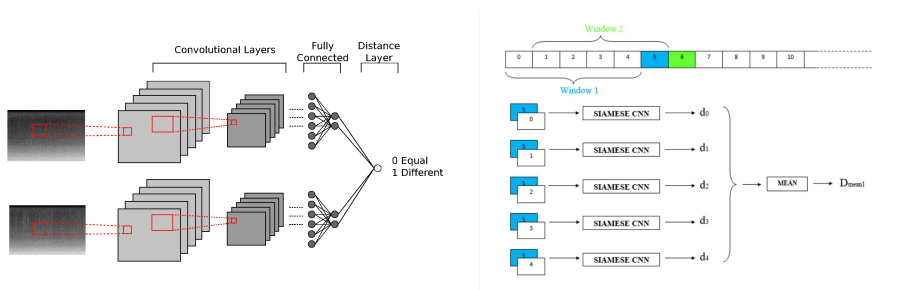 Convolutional Layers
Fully
Connected
Distance
Layer
0 Equal
1 Different
Window 2
0 1 2 3 4 5 6 7 8 9 10
Window 1
5
0
SIAMESE CNN
d0
5
1
SIAMESE CNN
d1
5
2
SIAMESE CNN
d2
5
3
SIAMESE CNN
d3
5
4
SIAMESE CNN
d4
MEAN
Dmean1